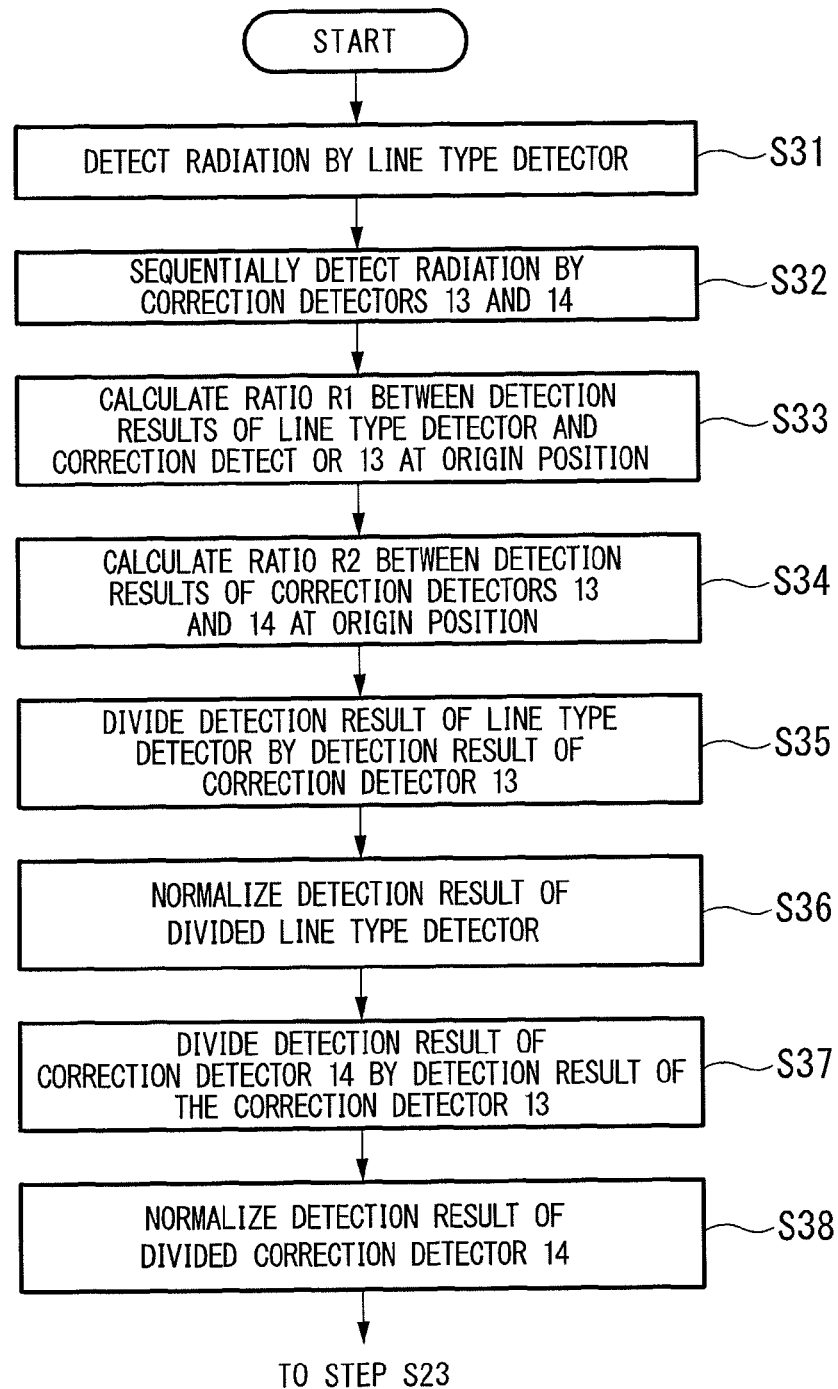 START
DETECT RADIATION BY LINE TYPE DETECTOR
S31
SEQUENTIALLY DETECT RADIATION BY
CORRECTION DETECTORS 13 AND 14
S32
CALCULATE RATIO R1 BETWEEN DETECTION
RESULTS OF LINE TYPE DETECTOR AND
CORRECTION DETECT OR 13 AT ORIGIN POSITION
S33
CALCULATE RATIO R2 BETWEEN DETECTION
RESULTS OF CORRECTION DETECTORS 13
AND 14 AT ORIGIN POSITION
S34
DIVIDE DETECTION RESULT OF LINE TYPE
DETECTOR BY DETECTION RESULT OF
CORRECTION DETECTOR 13
S35
NORMALIZE DETECTION RESULT OF
DIVIDED LINE TYPE DETECTOR
S36
DIVIDE DETECTION RESULT OF
CORRECTION DETECTOR 14 BY DETECTION RESULT OF
THE CORRECTION DETECTOR 13
S37
NORMALIZE DETECTION RESULT OF
DIVIDED CORRECTION DETECTOR 14
S38
TO STEP S23